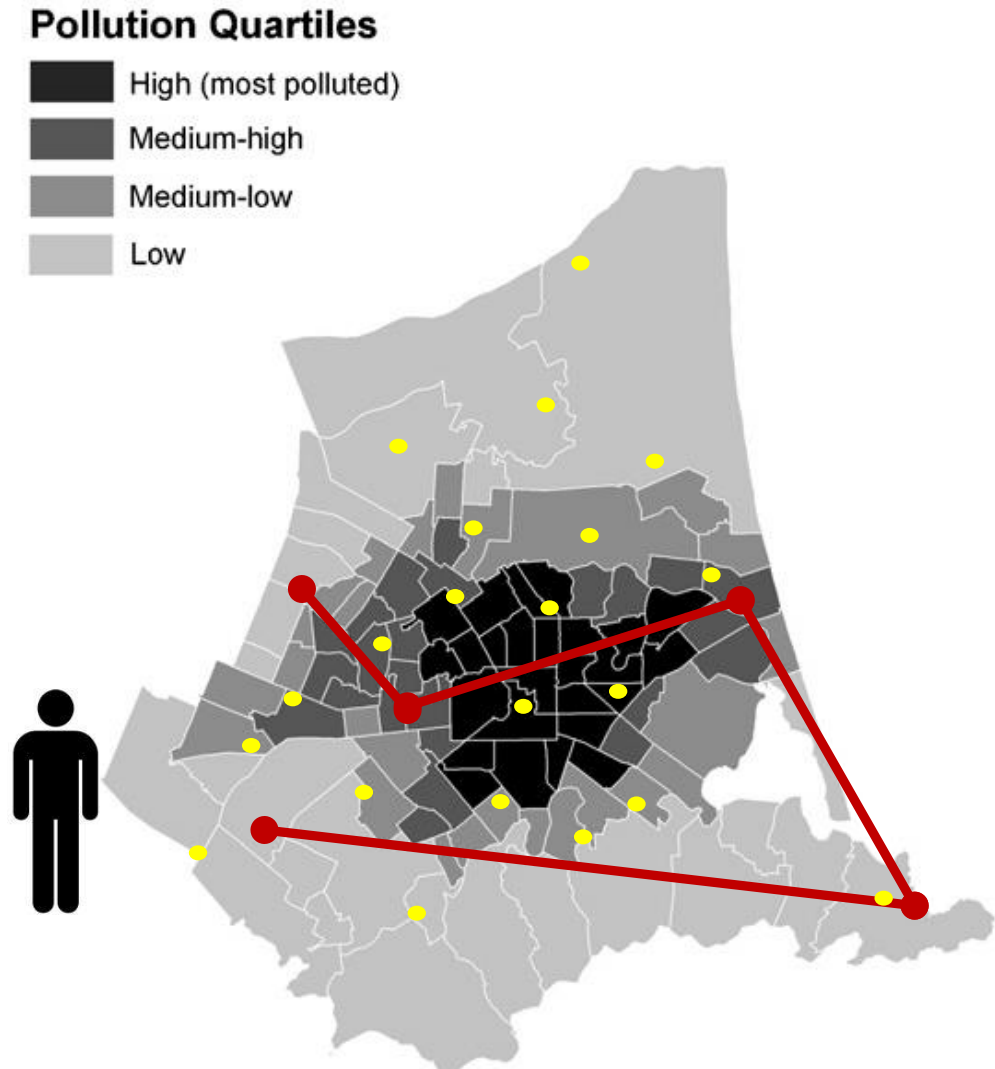 Pollution Quartiles
High (most polluted)
Medium-high
Medium-low
Low